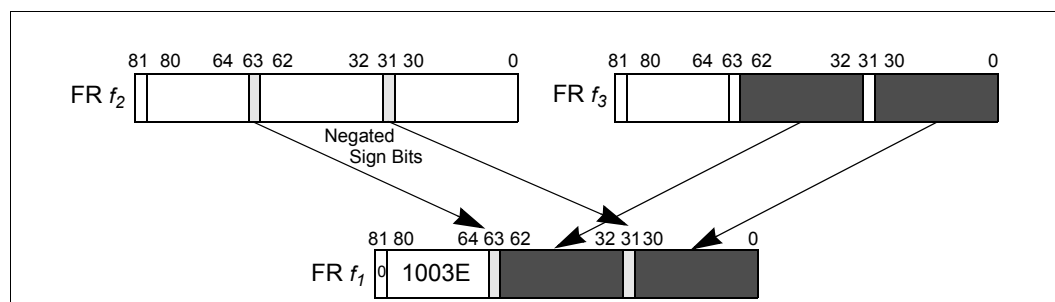 81 80 64 63 62 32 31 30 0 81 80 64 63 62 32 31 30 0
FR f2 FR f3
Negated
Sign Bits
81 80 64 63 62 32 31 30 0
FR f1 0 1003E